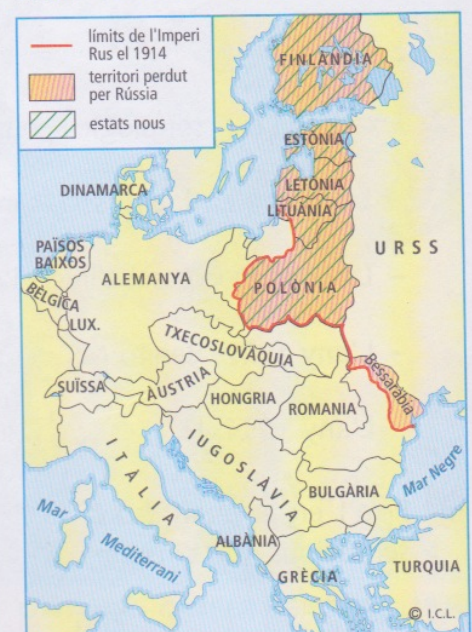 límits de l'Imperi
Rus el 1914
territori perdut
per Rússia
estats nous
FINLÀNDIA
ESTÒNIA
LETÒNIA
LITUÀNIA
DINAMARCA
PAÏSOS
BAIXOS
BÈLGICA
LUX.
ALEMANYA
POLÒNIA
URSS
TXECOSLOVÀQUIA
Bessaràbia
SUÏSSA
ÀUSTRIA
HONGRIA
ROMANIA
ITÀLIA
IUGOSLÀVIA
BULGÀRIA
Mar Negre
Mar
Mediterrani
ALBÀNIA
GRÈCIA
TURQUIA
© I.C.L.